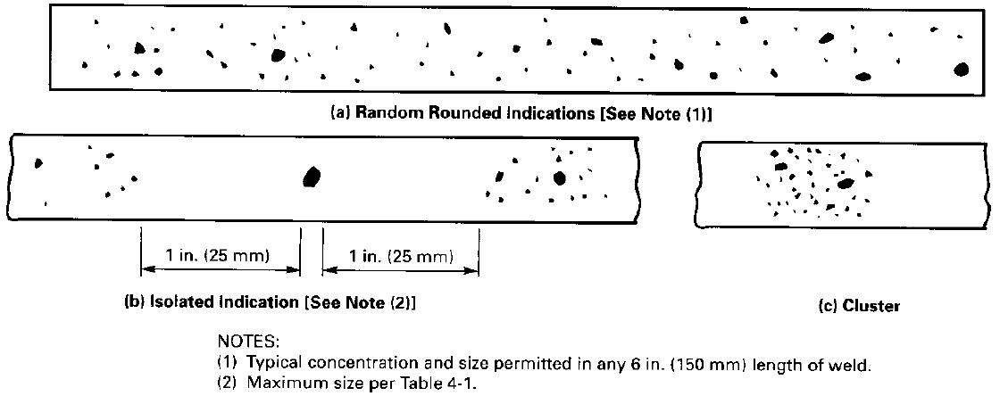 (a) Random Rounded Indications [See Note (1)]
1 in. (25 mm) 1 in. (25 mm)
(b) Isolated Indication [See Note (2)]
(c) Cluster
NOTES:
(1) Typical concentration and size permitted in any 6 in. (150 mm) length of weld.
(2) Maximum size per Table 4-1.